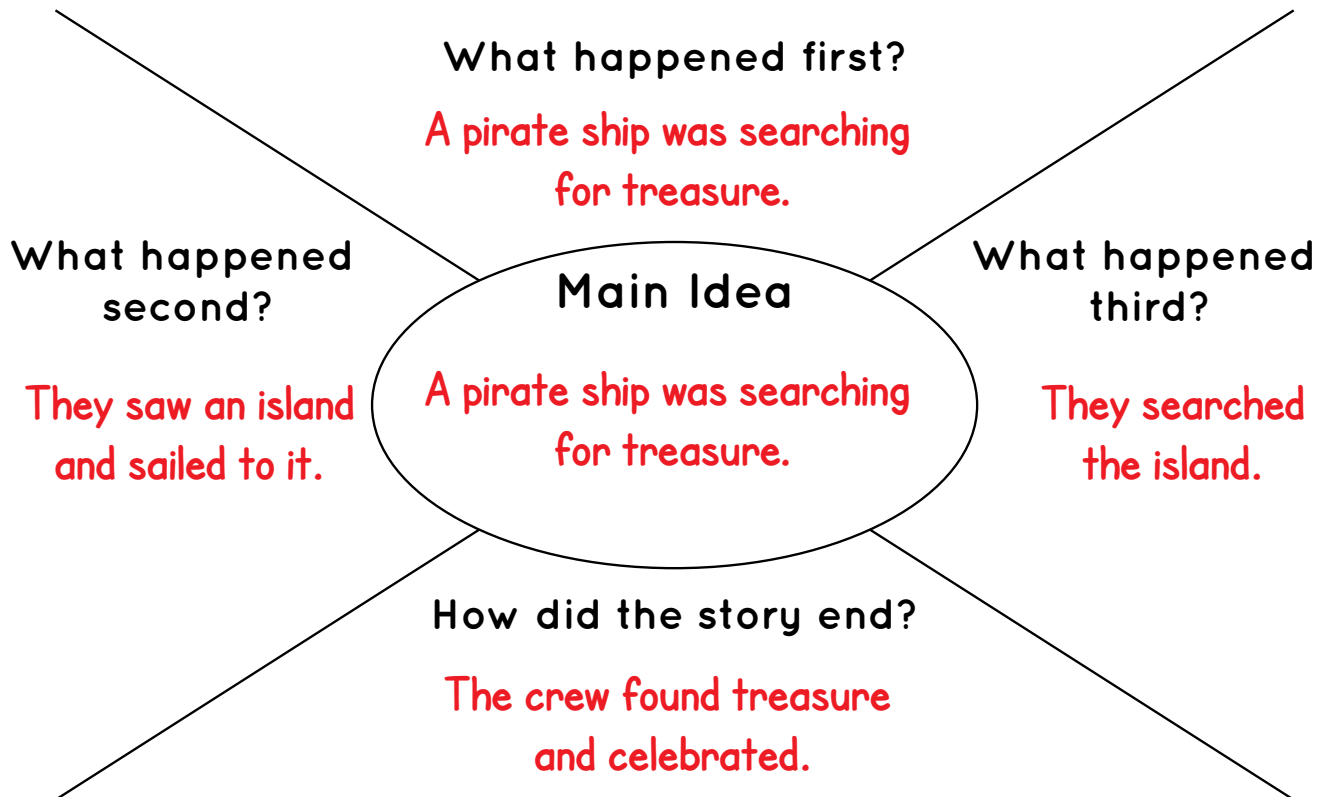 What happened first?
A pirate ship was searching
for treasure.
What happened
second?
They saw an island
and sailed to it.
Main Idea
A pirate ship was searching
for treasure.
What happened
third?
They searched
the island.
How did the story end?
The crew found treasure
and celebrated.